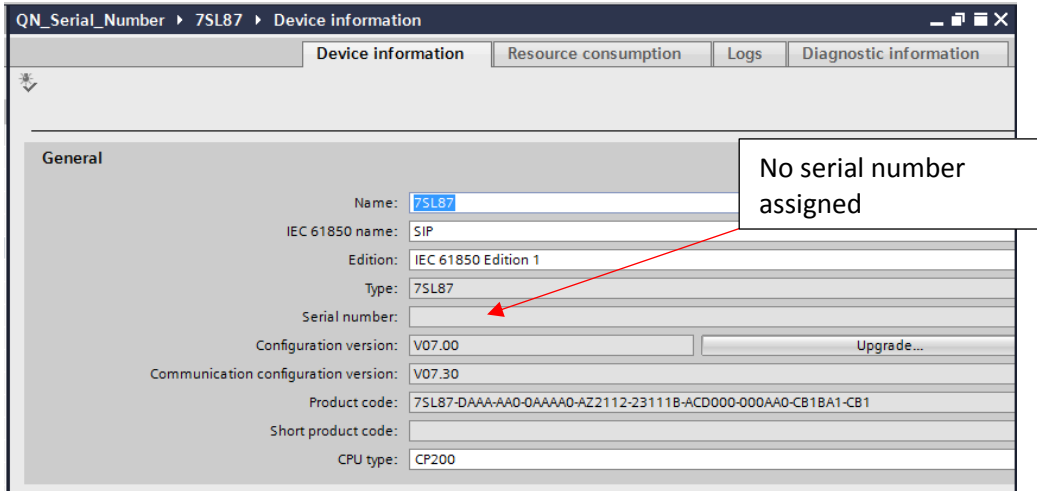 QN_Serial_Number ▸ 7SL87 ▸ Device information
Device information Resource consumption Logs Diagnostic information
General
No serial number
assigned
Name: 7SL87
IEC 61850 name: SIP
Edition: IEC 61850 Edition 1
Type: 7SL87
Serial number:
Configuration version: V07.00 Upgrade...
Communication configuration version: V07.30
Product code: 7SL87-DAAA-AA0-0AAAA0-AZ2112-23111B-ACD000-000AA0-CB1BA1-CB1
Short product code:
CPU type: CP200